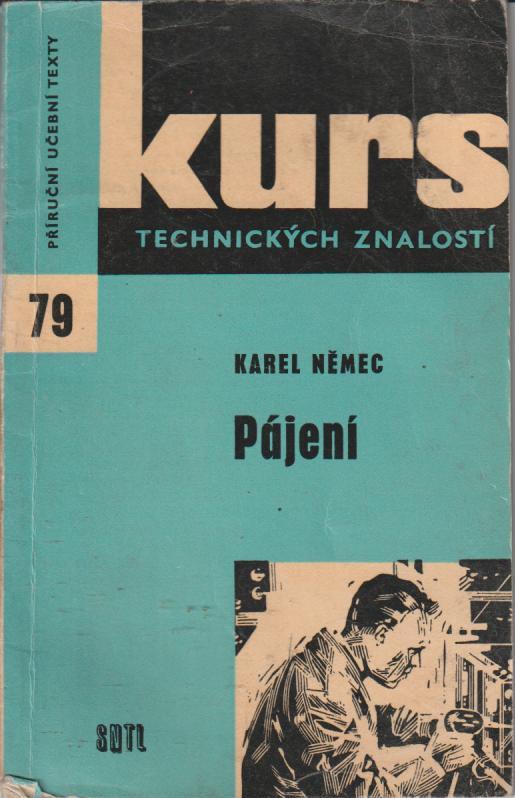 PŘÍRUČNÍ UČEBNÍ TEXTY
kurs
TECHNICKÝCH ZNALOSTÍ
79
KAREL NĚMEC
Pájení
SNTL